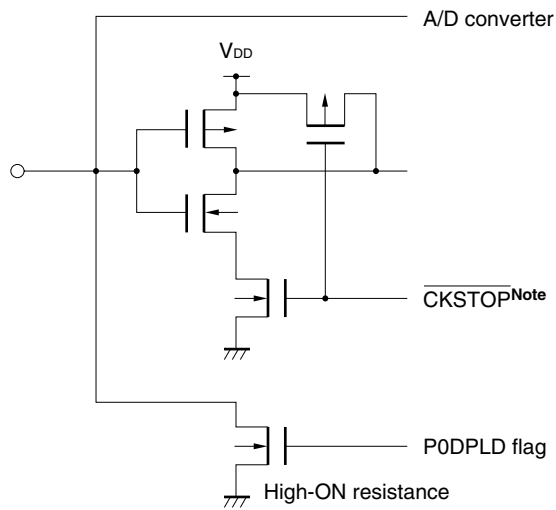 A/D converter
VDD
CKSTOPNote
P0DPLD flag
High-ON resistance